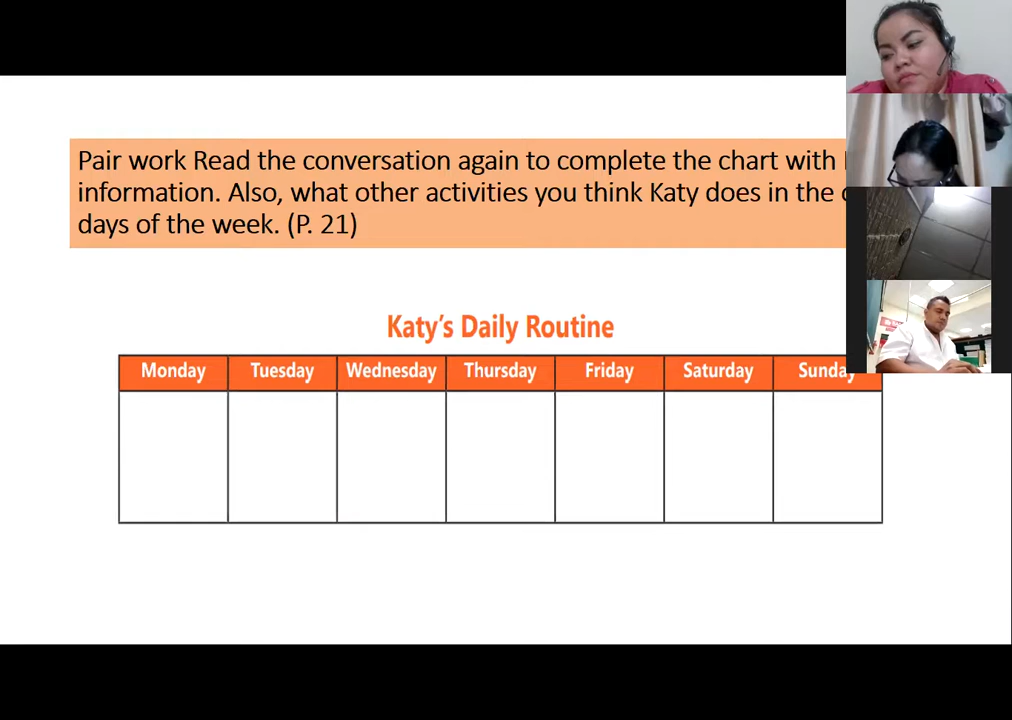 Pair work Read the conversation again to complete the chart with
information. Also, what other activities you think Katy does in the
days of the week. (P. 21)
Katy's Daily Routine
Monday Tuesday Wednesday Thursday Friday Saturday Sunday